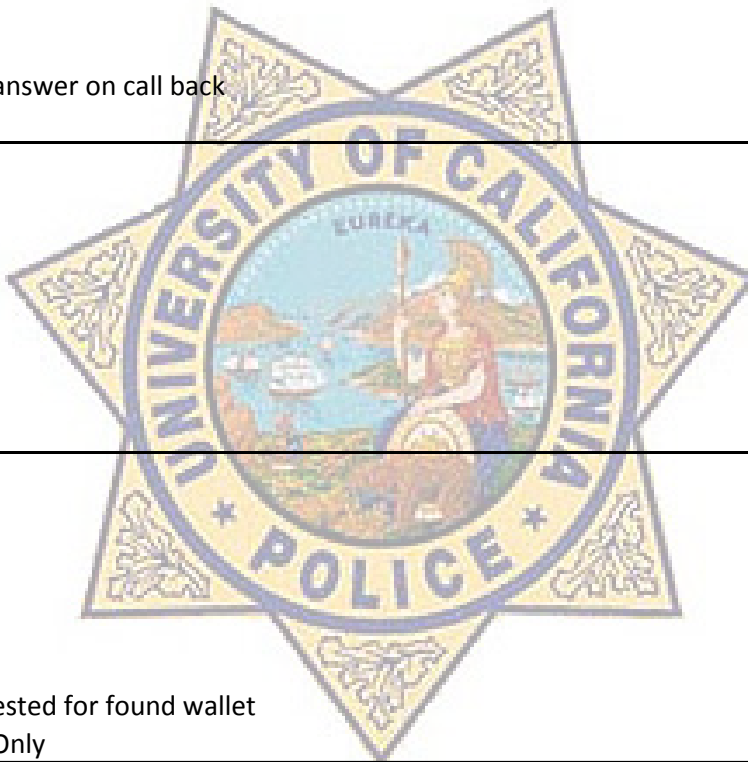 answer on call back
UNIVERSITY OF CALIFORNIA
EUREKA
* POLICE *
ested for found wallet
Only